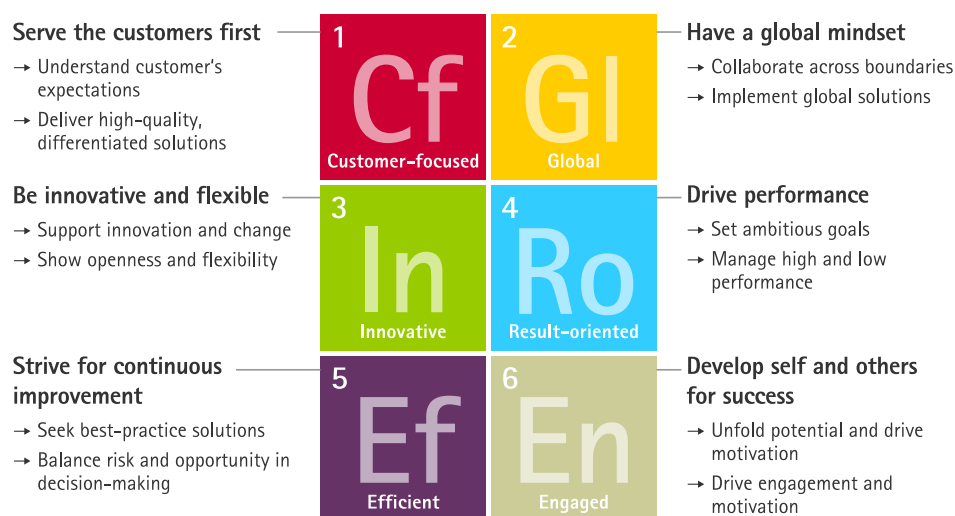 Serve the customers first
→ Understand customer's
expectations
→ Deliver high-quality,
differentiated solutions
1
Cf
Customer-focused
2
Gl
Global
Have a global mindset
→ Collaborate across boundaries
→ Implement global solutions
Be innovative and flexible
→ Support innovation and change
→ Show openness and flexibility
3
In
Innovative
4
Ro
Result-oriented
Drive performance
→ Set ambitious goals
→ Manage high and low
performance
Strive for continuous
improvement
→ Seek best-practice solutions
→ Balance risk and opportunity in
decision-making
5
Ef
Efficient
6
En
Engaged
Develop self and others
for success
→ Unfold potential and drive
motivation
→ Drive engagement and
motivation